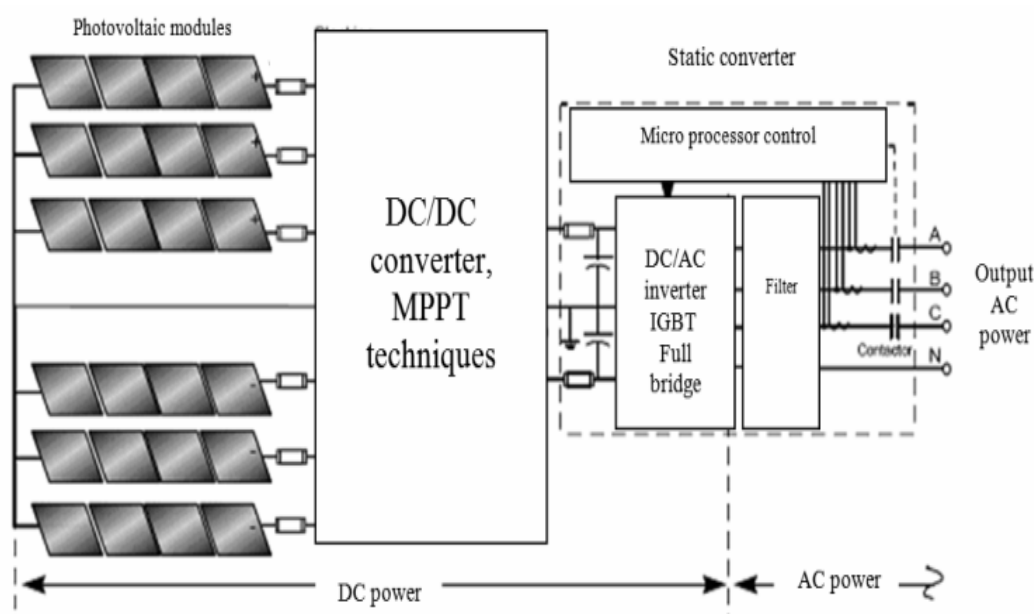 Photovoltaic modules
Static converter
Micro processor control
DC/DC
converter,
MPPT
techniques
DC/AC
inverter
IGBT
Full
bridge
Filter
A
B
C
Contactor
N
Output
AC
power
+
+
+
-
-
-
DC power
AC power